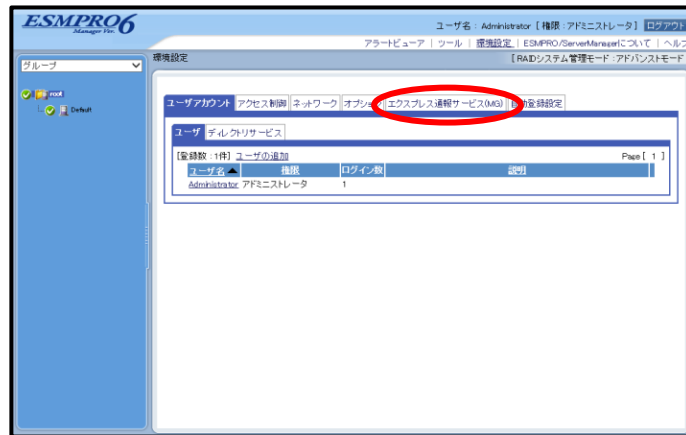 ESMPRO6
Manager Ver.
ユーザ名 : Administrator [ 権限 : アドミニストレータ ] ログアウト
アラートビューア | ツール | 環境設定 | ESMPRO/ServerManagerについて | ヘルプ
グループ
環境設定
[ RAIDシステム管理モード : アドバンストモード
root
Default
ユーザアカウント アクセス制御 ネットワーク オプション エクスプレス通報サービス(MG) 自動登録設定
ユーザ ディレクトリサービス
[登録数 : 1件] ユーザの追加 Page [ 1 ]
ユーザ名 ▲ 権限 ログイン数 説明
Administrator アドミニストレータ 1